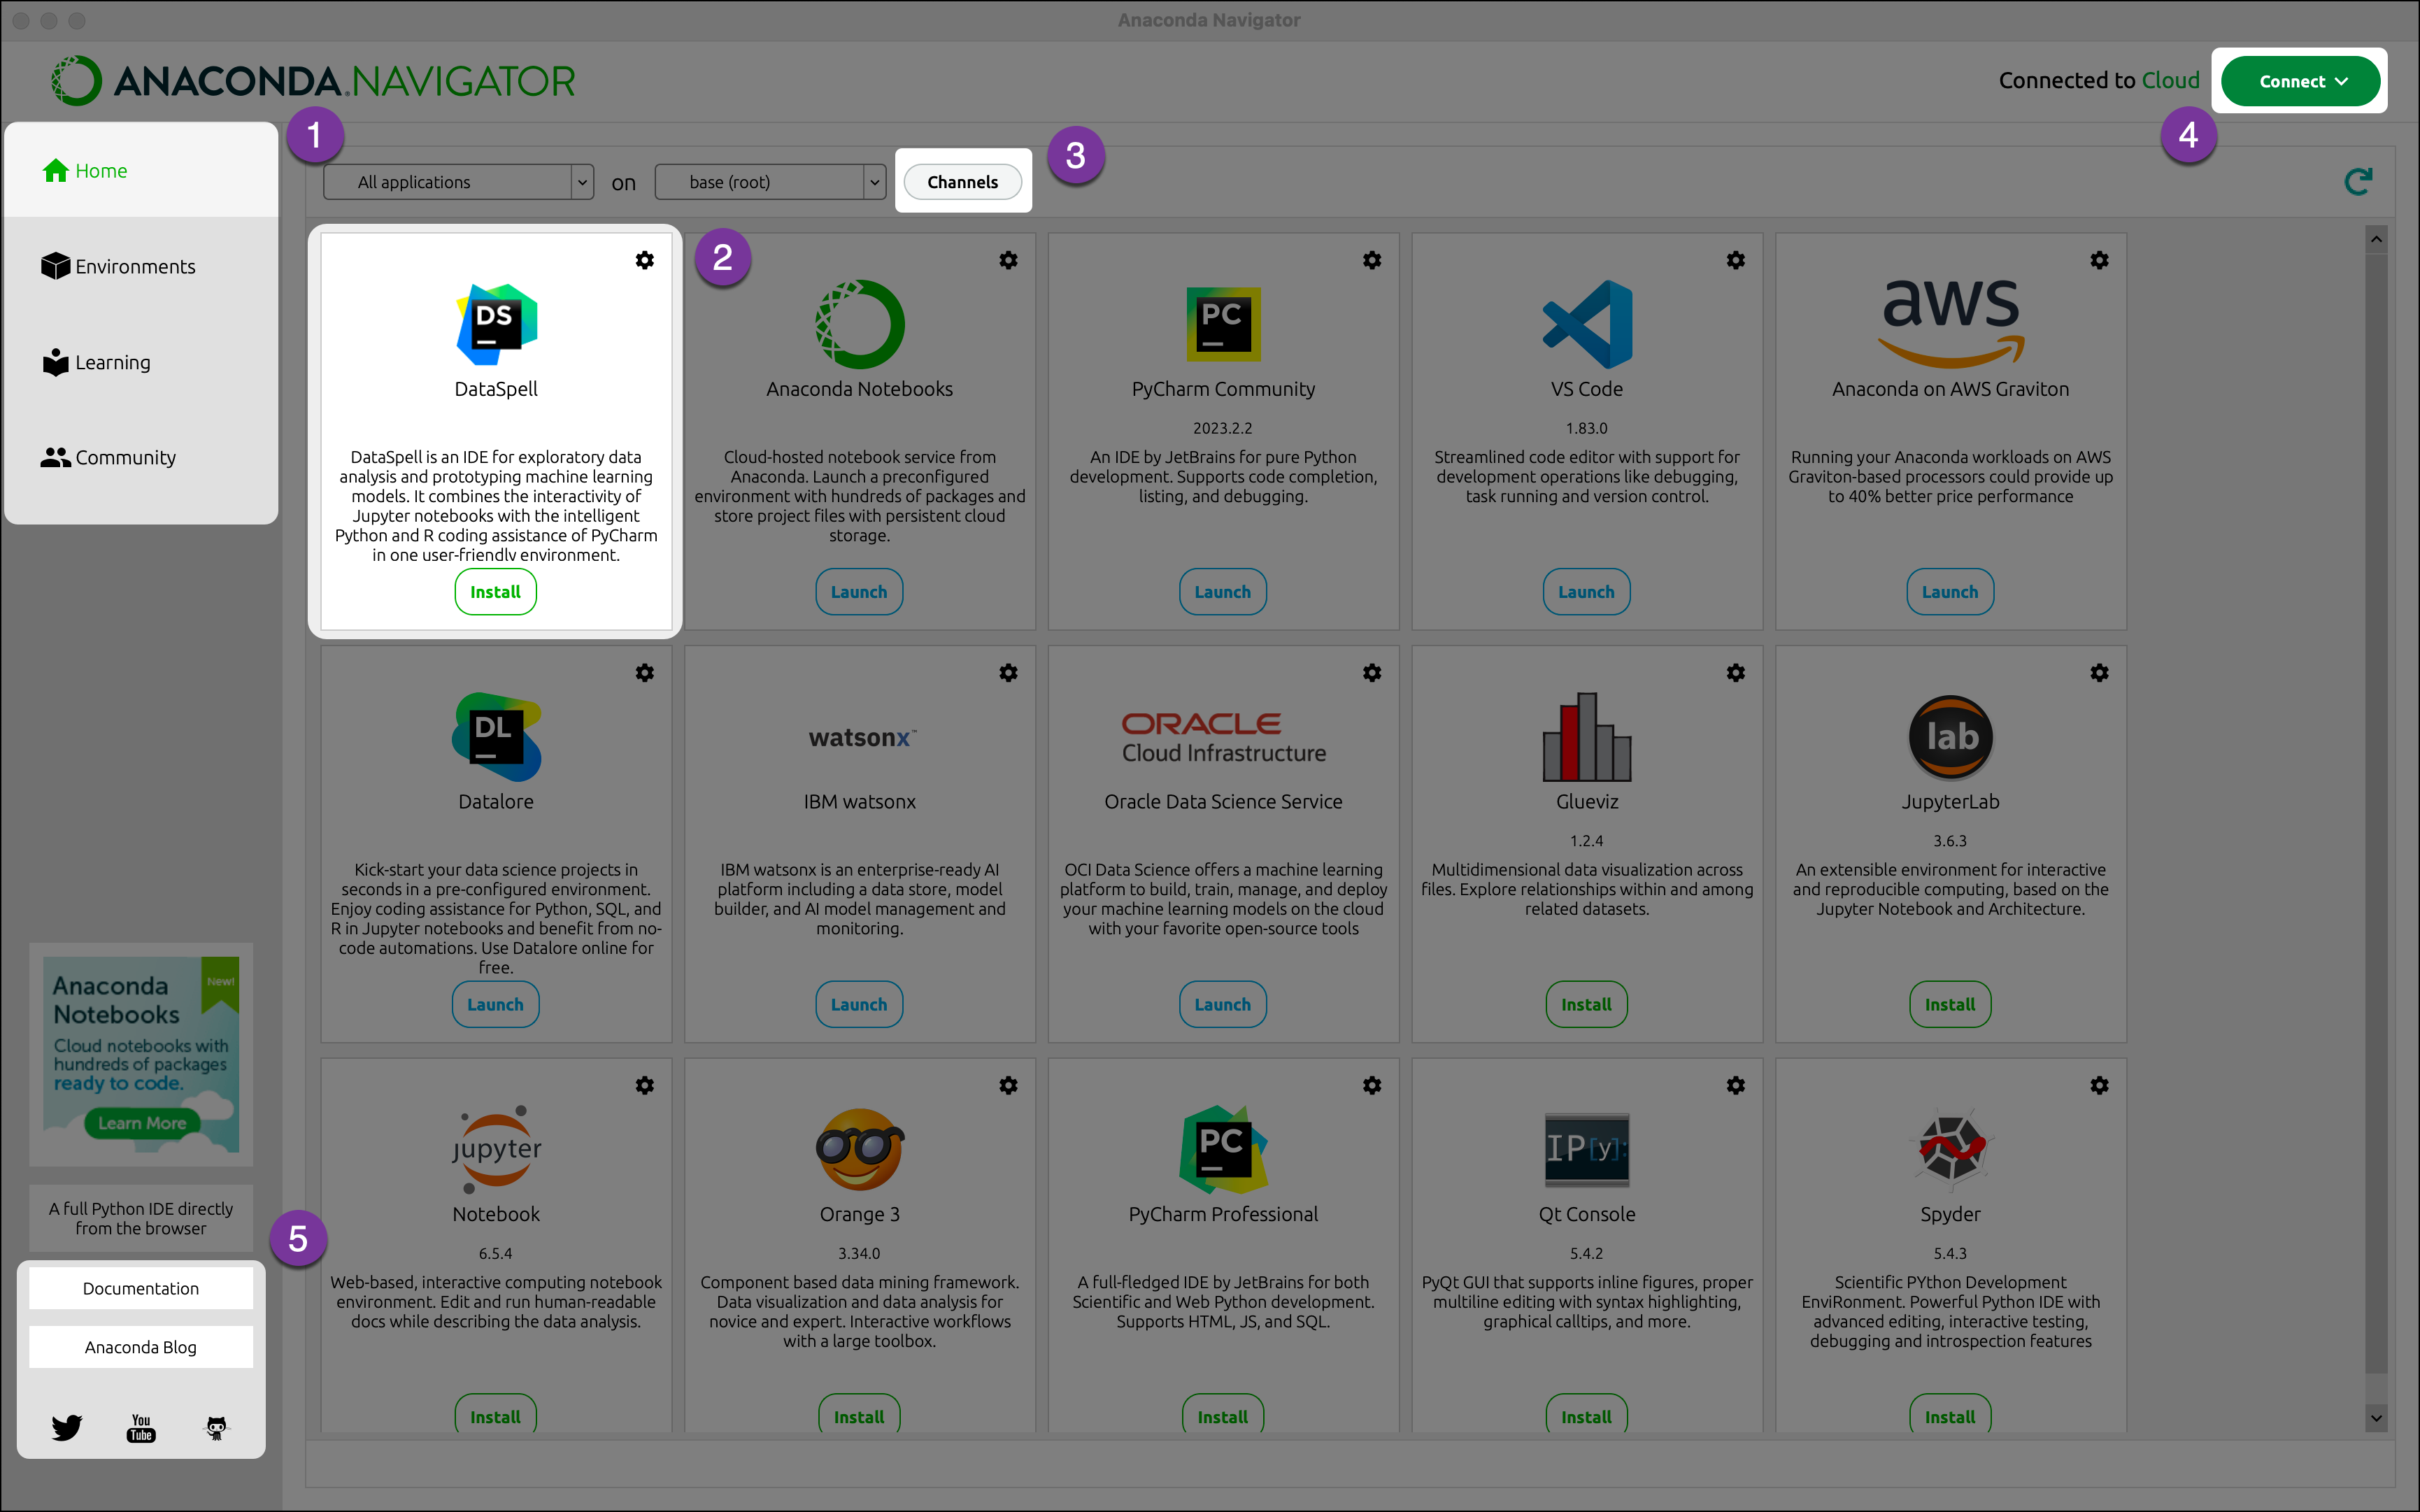 Anaconda Navigator
ANACONDA.NAVIGATOR
Connected to Cloud
Connect
1
4
Home
Environments
Learning
Community
All applications
on
base (root)
Channels
3
2
DS
DataSpell
DataSpell is an IDE for exploratory data
analysis and prototyping machine learning
models. It combines the interactivity of
Jupyter notebooks with the intelligent
Python and R coding assistance of PyCharm
in one user-friendly environment.
Install
Anaconda Notebooks
Cloud-hosted notebook service from
Anaconda. Launch a preconfigured
environment with hundreds of packages and
store project files with persistent cloud
storage.
Launch
PC
PyCharm Community
2023.2.2
An IDE by JetBrains for pure Python
development. Supports code completion,
listing, and debugging.
Launch
VS Code
1.83.0
Streamlined code editor with support for
development operations like debugging,
task running and version control.
Launch
aws
Anaconda on AWS Graviton
Running your Anaconda workloads on AWS
Graviton-based processors could provide up
to 40% better price performance
Launch
DL
Datalore
Kick-start your data science projects in
seconds in a pre-configured environment.
Enjoy coding assistance for Python, SQL, and
R in Jupyter notebooks and benefit from no-
code automations. Use Datalore online for
free.
Launch
watsonx™
IBM watsonx
IBM watsonx is an enterprise-ready AI
platform including a data store, model
builder, and AI model management and
monitoring.
Launch
ORACLE
Cloud Infrastructure
Oracle Data Science Service
OCI Data Science offers a machine learning
platform to build, train, manage, and deploy
your machine learning models on the cloud
with your favorite open-source tools
Launch
Glueviz
1.2.4
Multidimensional data visualization across
files. Explore relationships within and among
related datasets.
Install
lab
JupyterLab
3.6.3
An extensible environment for interactive
and reproducible computing, based on the
Jupyter Notebook and Architecture.
Install
jupyter
Notebook
6.5.4
Web-based, interactive computing notebook
environment. Edit and run human-readable
docs while describing the data analysis.
Install
Orange 3
3.34.0
Component based data mining framework.
Data visualization and data analysis for
novice and expert. Interactive workflows
with a large toolbox.
Install
PC
PyCharm Professional
A full-fledged IDE by JetBrains for both
Scientific and Web Python development.
Supports HTML, JS, and SQL.
Install
IP[y]:
Qt Console
5.4.2
PyQt GUI that supports inline figures, proper
multiline editing with syntax highlighting,
graphical calltips, and more.
Install
Spyder
5.4.3
Scientific PYthon Development
EnviRonment. Powerful Python IDE with
advanced editing, interactive testing,
debugging and introspection features
Install
Anaconda
Notebooks
New!
Cloud notebooks with
hundreds of packages
ready to code.
Learn More
A full Python IDE directly
from the browser
5
Documentation
Anaconda Blog
You
Tube